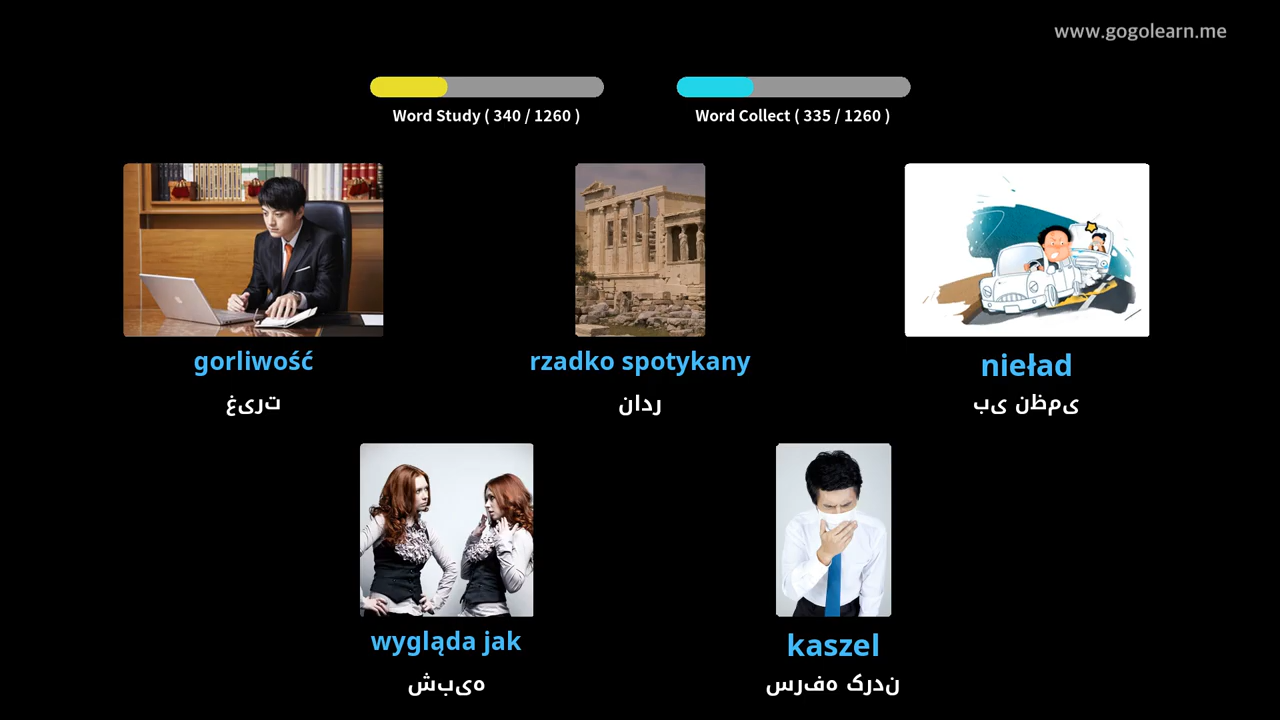 www.gogolearn.me
Word Study ( 340 / 1260 )
Word Collect ( 335 / 1260 )
gorliwość
تریغ
rzadko spotykany
ردان
nieład
یمظن یب
wygląda jak
هیبش
kaszel
ندرک هفرس